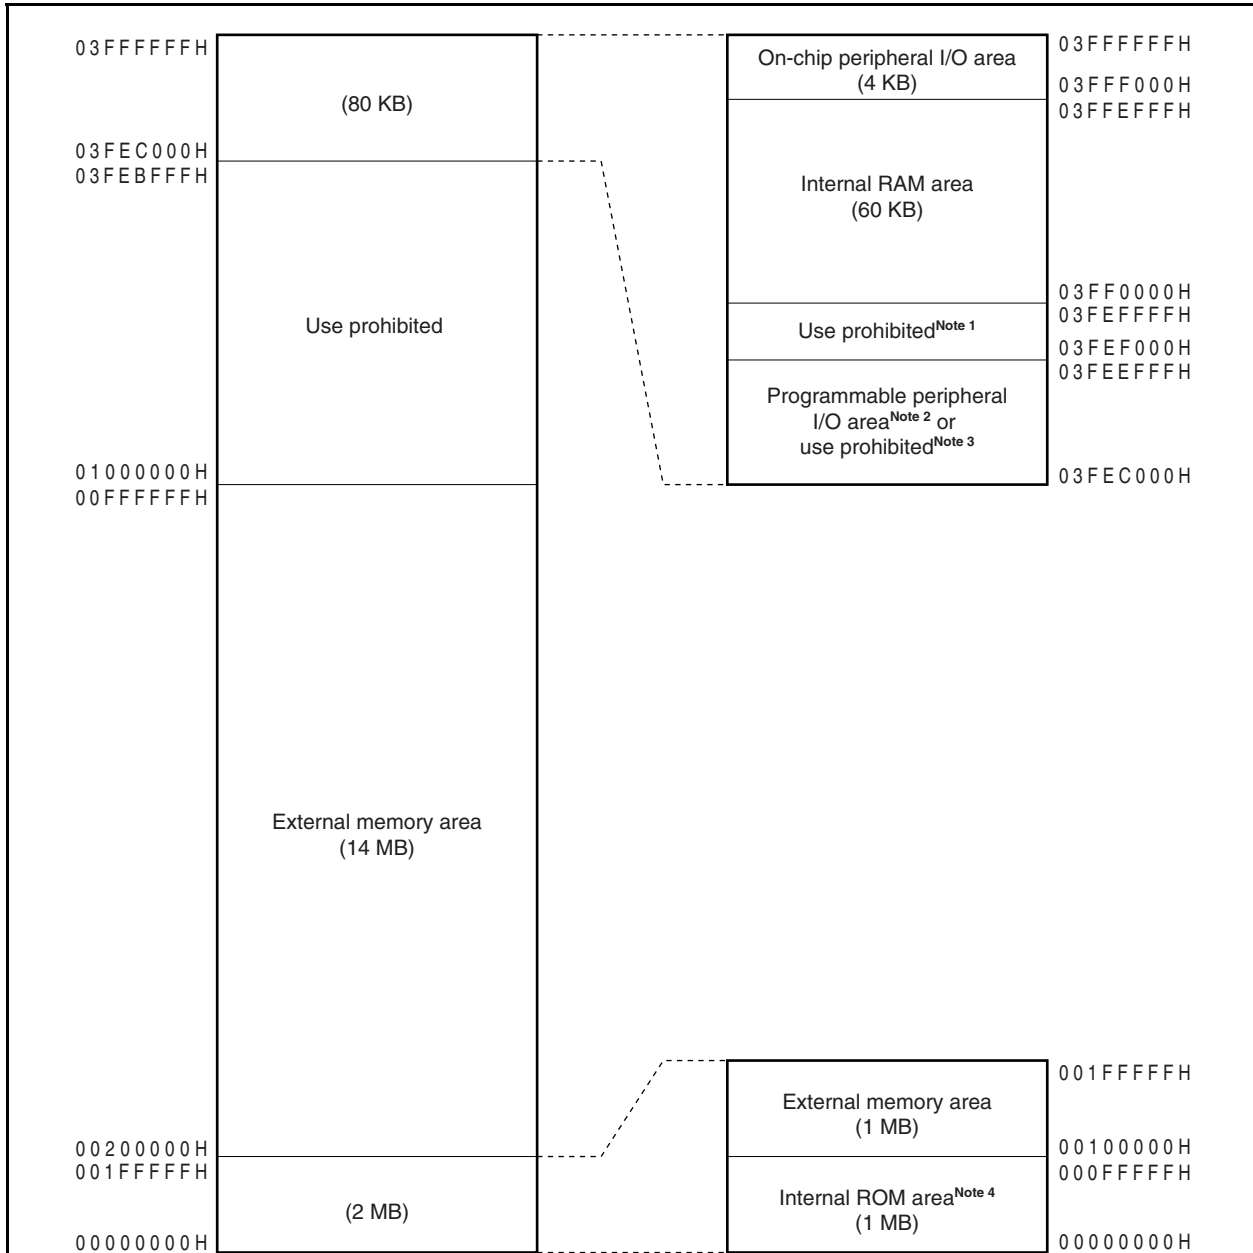 03FFFFFFH
(80 KB)
03FEC000H
03FEBFFFH
Use prohibited
01000000H
00FFFFFFH
External memory area
(14 MB)
00200000H
001FFFFFH
(2 MB)
00000000H
On-chip peripheral I/O area
(4 KB)
03FFFFFFH
03FFF000H
03FFEFFFH
Internal RAM area
(60 KB)
03FF0000H
03FEFFFFH
Use prohibitedNote 1
03FEF000H
03FEEFFFH
Programmable peripheral
I/O areaNote 2 or
use prohibitedNote 3
03FEC000H
001FFFFFH
External memory area
(1 MB)
00100000H
000FFFFFH
Internal ROM areaNote 4
(1 MB)
00000000H